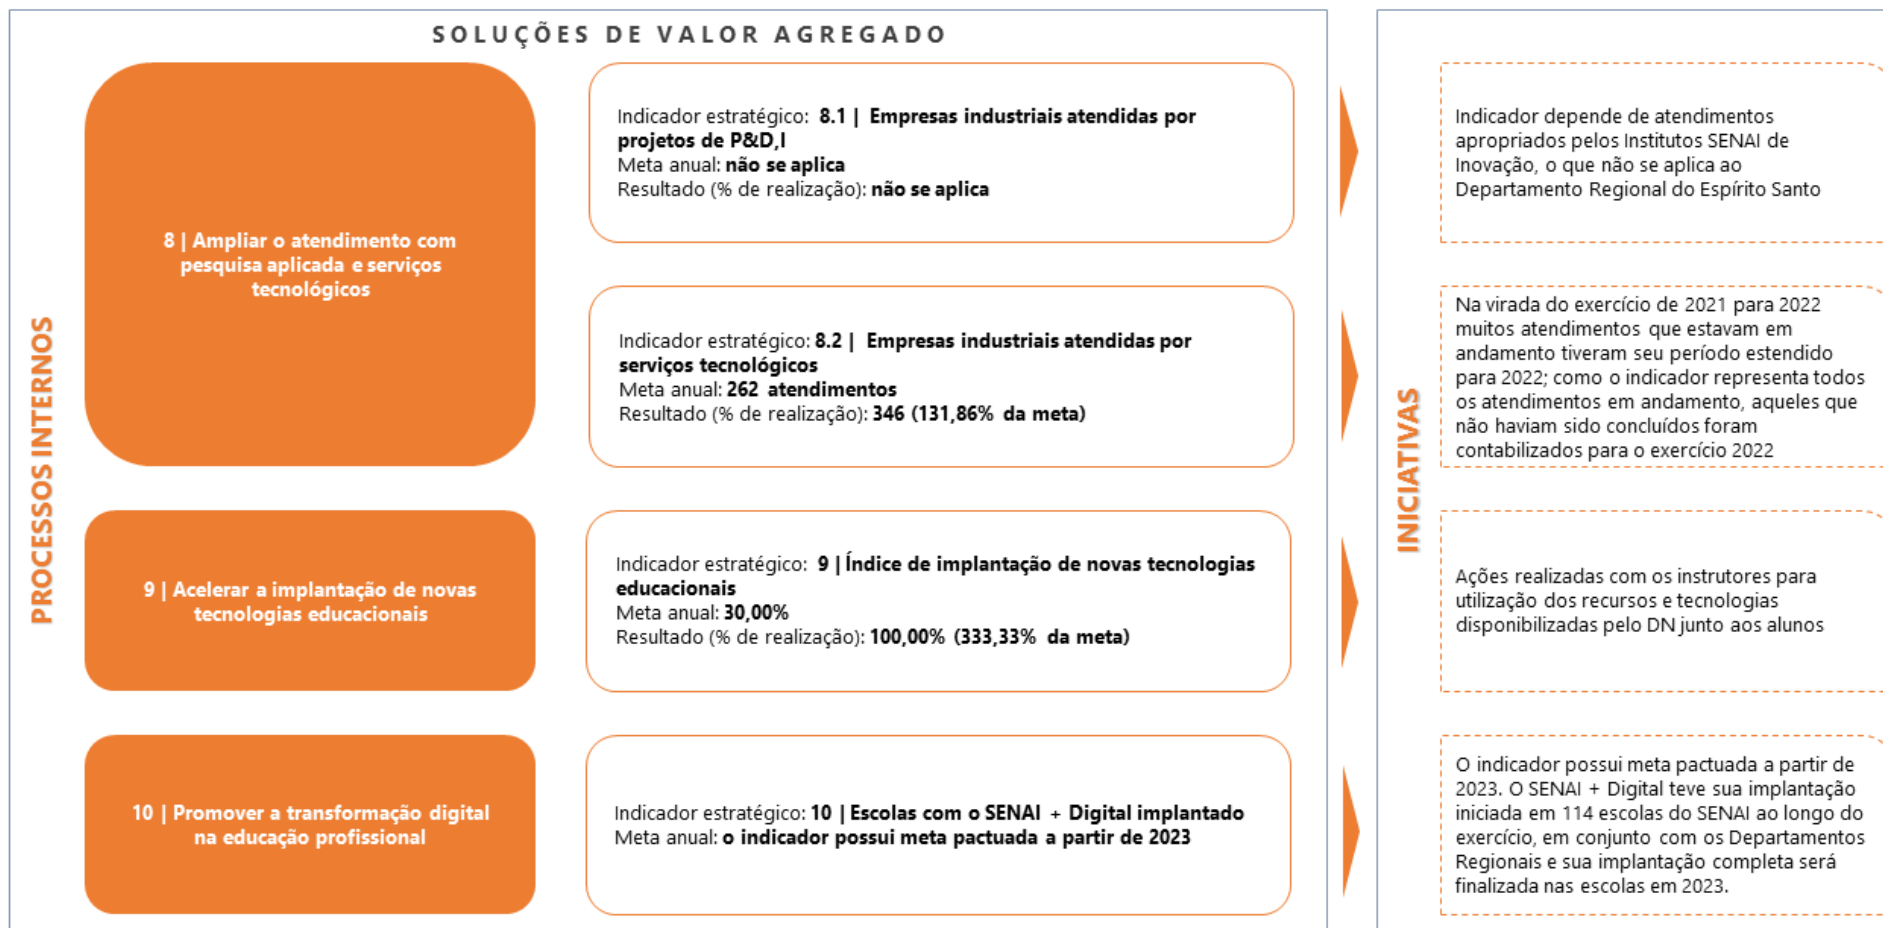 SOLUÇÕES DE VALOR AGREGADO
PROCESSOS INTERNOS
8 | Ampliar o atendimento com
pesquisa aplicada e serviços
tecnológicos
Indicador estratégico: 8.1 | Empresas industriais atendidas por
projetos de P&D,I
Meta anual: não se aplica
Resultado (% de realização): não se aplica
Indicador estratégico: 8.2 | Empresas industriais atendidas por
serviços tecnológicos
Meta anual: 262 atendimentos
Resultado (% de realização): 346 (131,86% da meta)
9 | Acelerar a implantação de novas
tecnologias educacionais
Indicador estratégico: 9 | Índice de implantação de novas tecnologias
educacionais
Meta anual: 30,00%
Resultado (% de realização): 100,00% (333,33% da meta)
10 | Promover a transformação digital
na educação profissional
Indicador estratégico: 10 | Escolas com o SENAI + Digital implantado
Meta anual: o indicador possui meta pactuada a partir de 2023
INICIATIVAS
Indicador depende de atendimentos
apropriados pelos Institutos SENAI de
Inovação, o que não se aplica ao
Departamento Regional do Espírito Santo
Na virada do exercício de 2021 para 2022
muitos atendimentos que estavam em
andamento tiveram seu período estendido
para 2022; como o indicador representa todos
os atendimentos em andamento, aqueles que
não haviam sido concluídos foram
contabilizados para o exercício 2022
Ações realizadas com os instrutores para
utilização dos recursos e tecnologias
disponibilizadas pelo DN junto aos alunos
O indicador possui meta pactuada a partir de
2023. O SENAI + Digital teve sua implantação
iniciada em 114 escolas do SENAI ao longo do
exercício, em conjunto com os Departamentos
Regionais e sua implantação completa será
finalizada nas escolas em 2023.